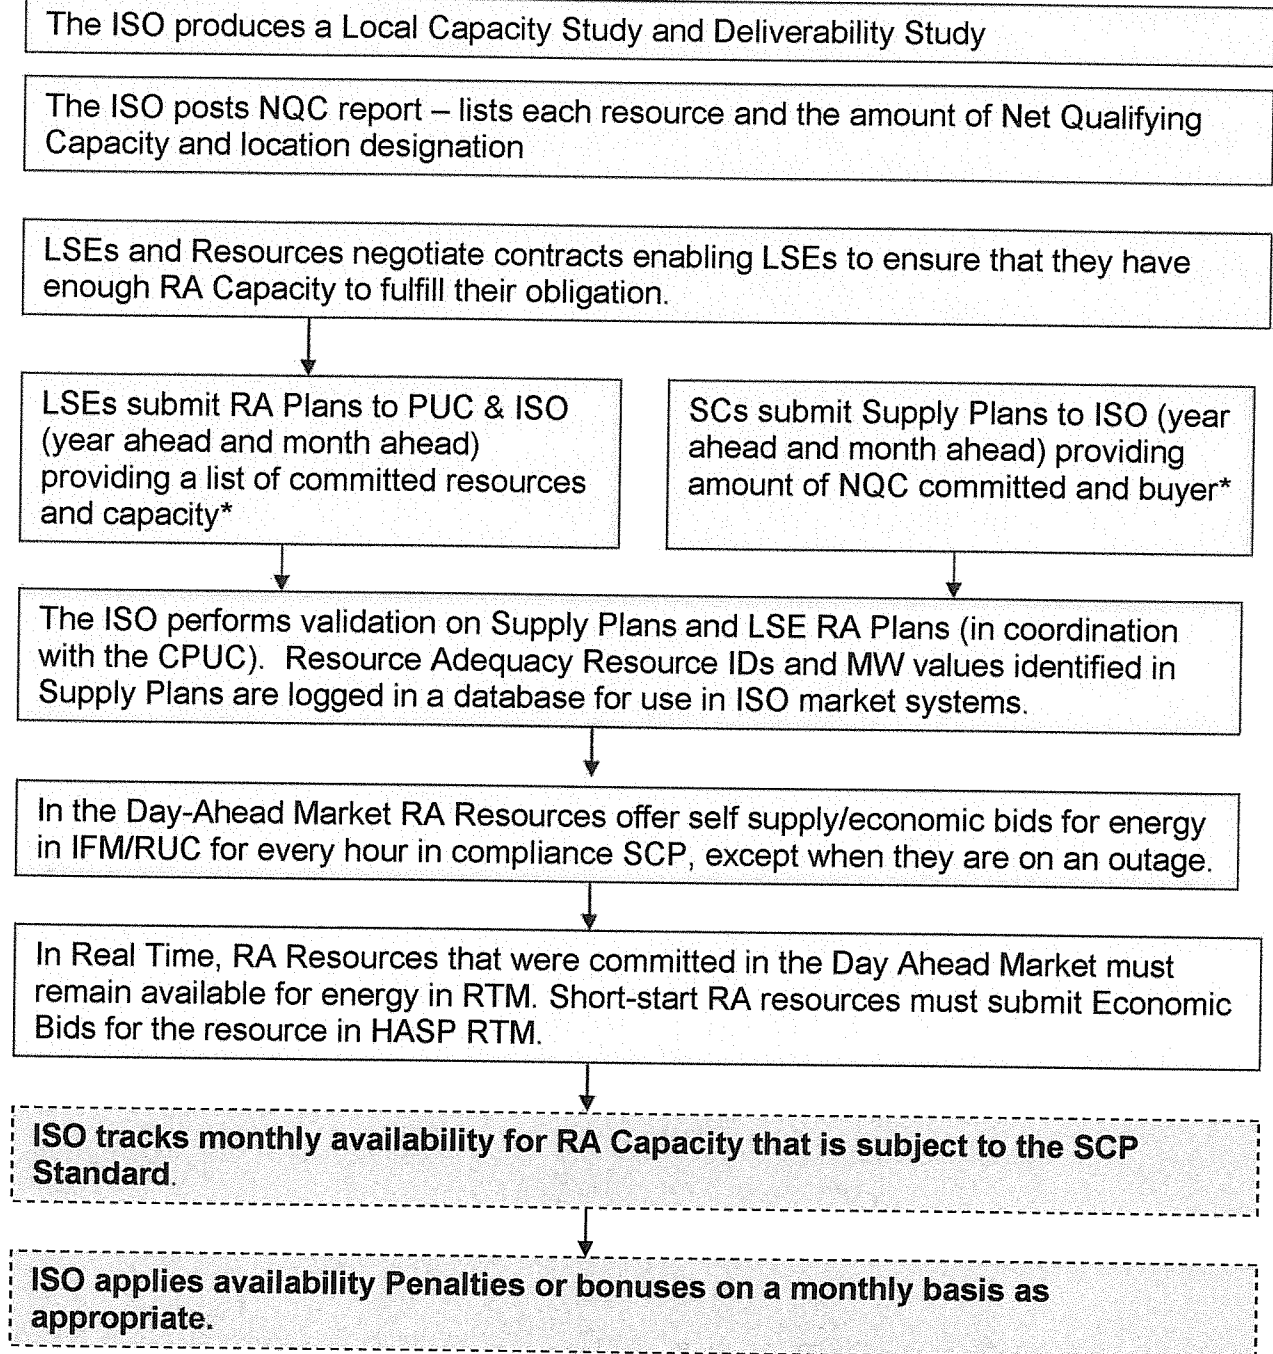 The ISO produces a Local Capacity Study and Deliverability Study
The ISO posts NQC report – lists each resource and the amount of Net Qualifying
Capacity and location designation
LSEs and Resources negotiate contracts enabling LSEs to ensure that they have
enough RA Capacity to fulfill their obligation.
LSEs submit RA Plans to PUC & ISO
(year ahead and month ahead)
providing a list of committed resources
and capacity*
SCs submit Supply Plans to ISO (year
ahead and month ahead) providing
amount of NQC committed and buyer*
The ISO performs validation on Supply Plans and LSE RA Plans (in coordination
with the CPUC).  Resource Adequacy Resource IDs and MW values identified in
Supply Plans are logged in a database for use in ISO market systems.
In the Day-Ahead Market RA Resources offer self supply/economic bids for energy
in IFM/RUC for every hour in compliance SCP, except when they are on an outage.
In Real Time, RA Resources that were committed in the Day Ahead Market must
remain available for energy in RTM. Short-start RA resources must submit Economic
Bids for the resource in HASP RTM.
ISO tracks monthly availability for RA Capacity that is subject to the SCP
Standard.
ISO applies availability Penalties or bonuses on a monthly basis as
appropriate.